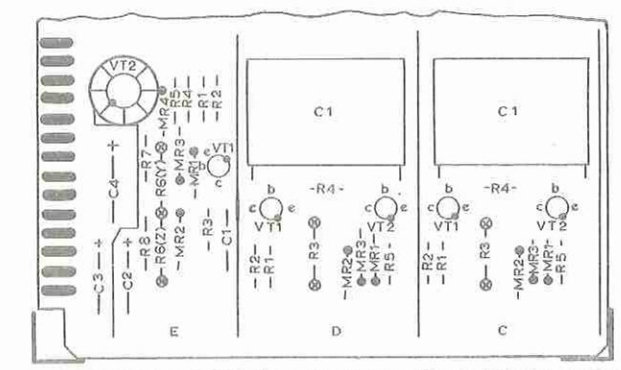 VT2
MR4
R5
R4
R1
R2
C4
R7
R6(Y)
MR3
MR1
e VT1
b
c
R8
R6(Z)
MR2
R3
C1
C3
C2
E
C1
-R4-
b
c e
VT1
b
c e
VT2
R2
R1
R3
MR2
MR3
MR1
R5
D
C1
-R4-
b
c e
VT1
b
c e
VT2
R2
R1
R3
MR2
MR3
MR1
R5
C